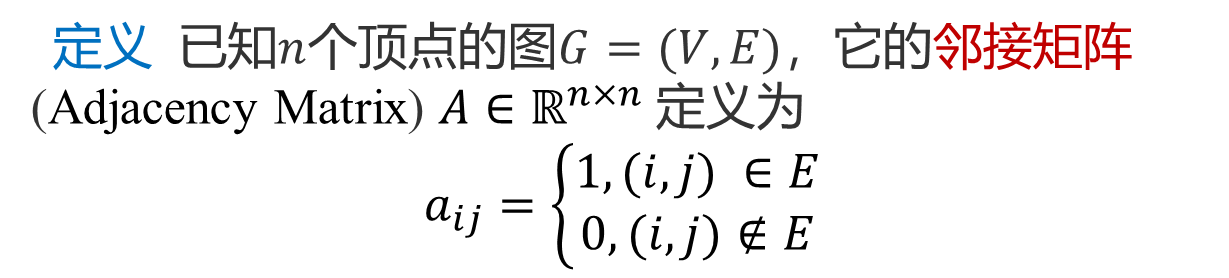 定义 已知𝑛个顶点的图𝐺 = (𝑉, 𝐸)，它的邻接矩阵
(Adjacency Matrix) 𝐴 ∈ ℝ^{𝑛×𝑛} 定义为
𝑎_{𝑖𝑗} = { 1, (𝑖, 𝑗) ∈ 𝐸
0, (𝑖, 𝑗) ∉ 𝐸